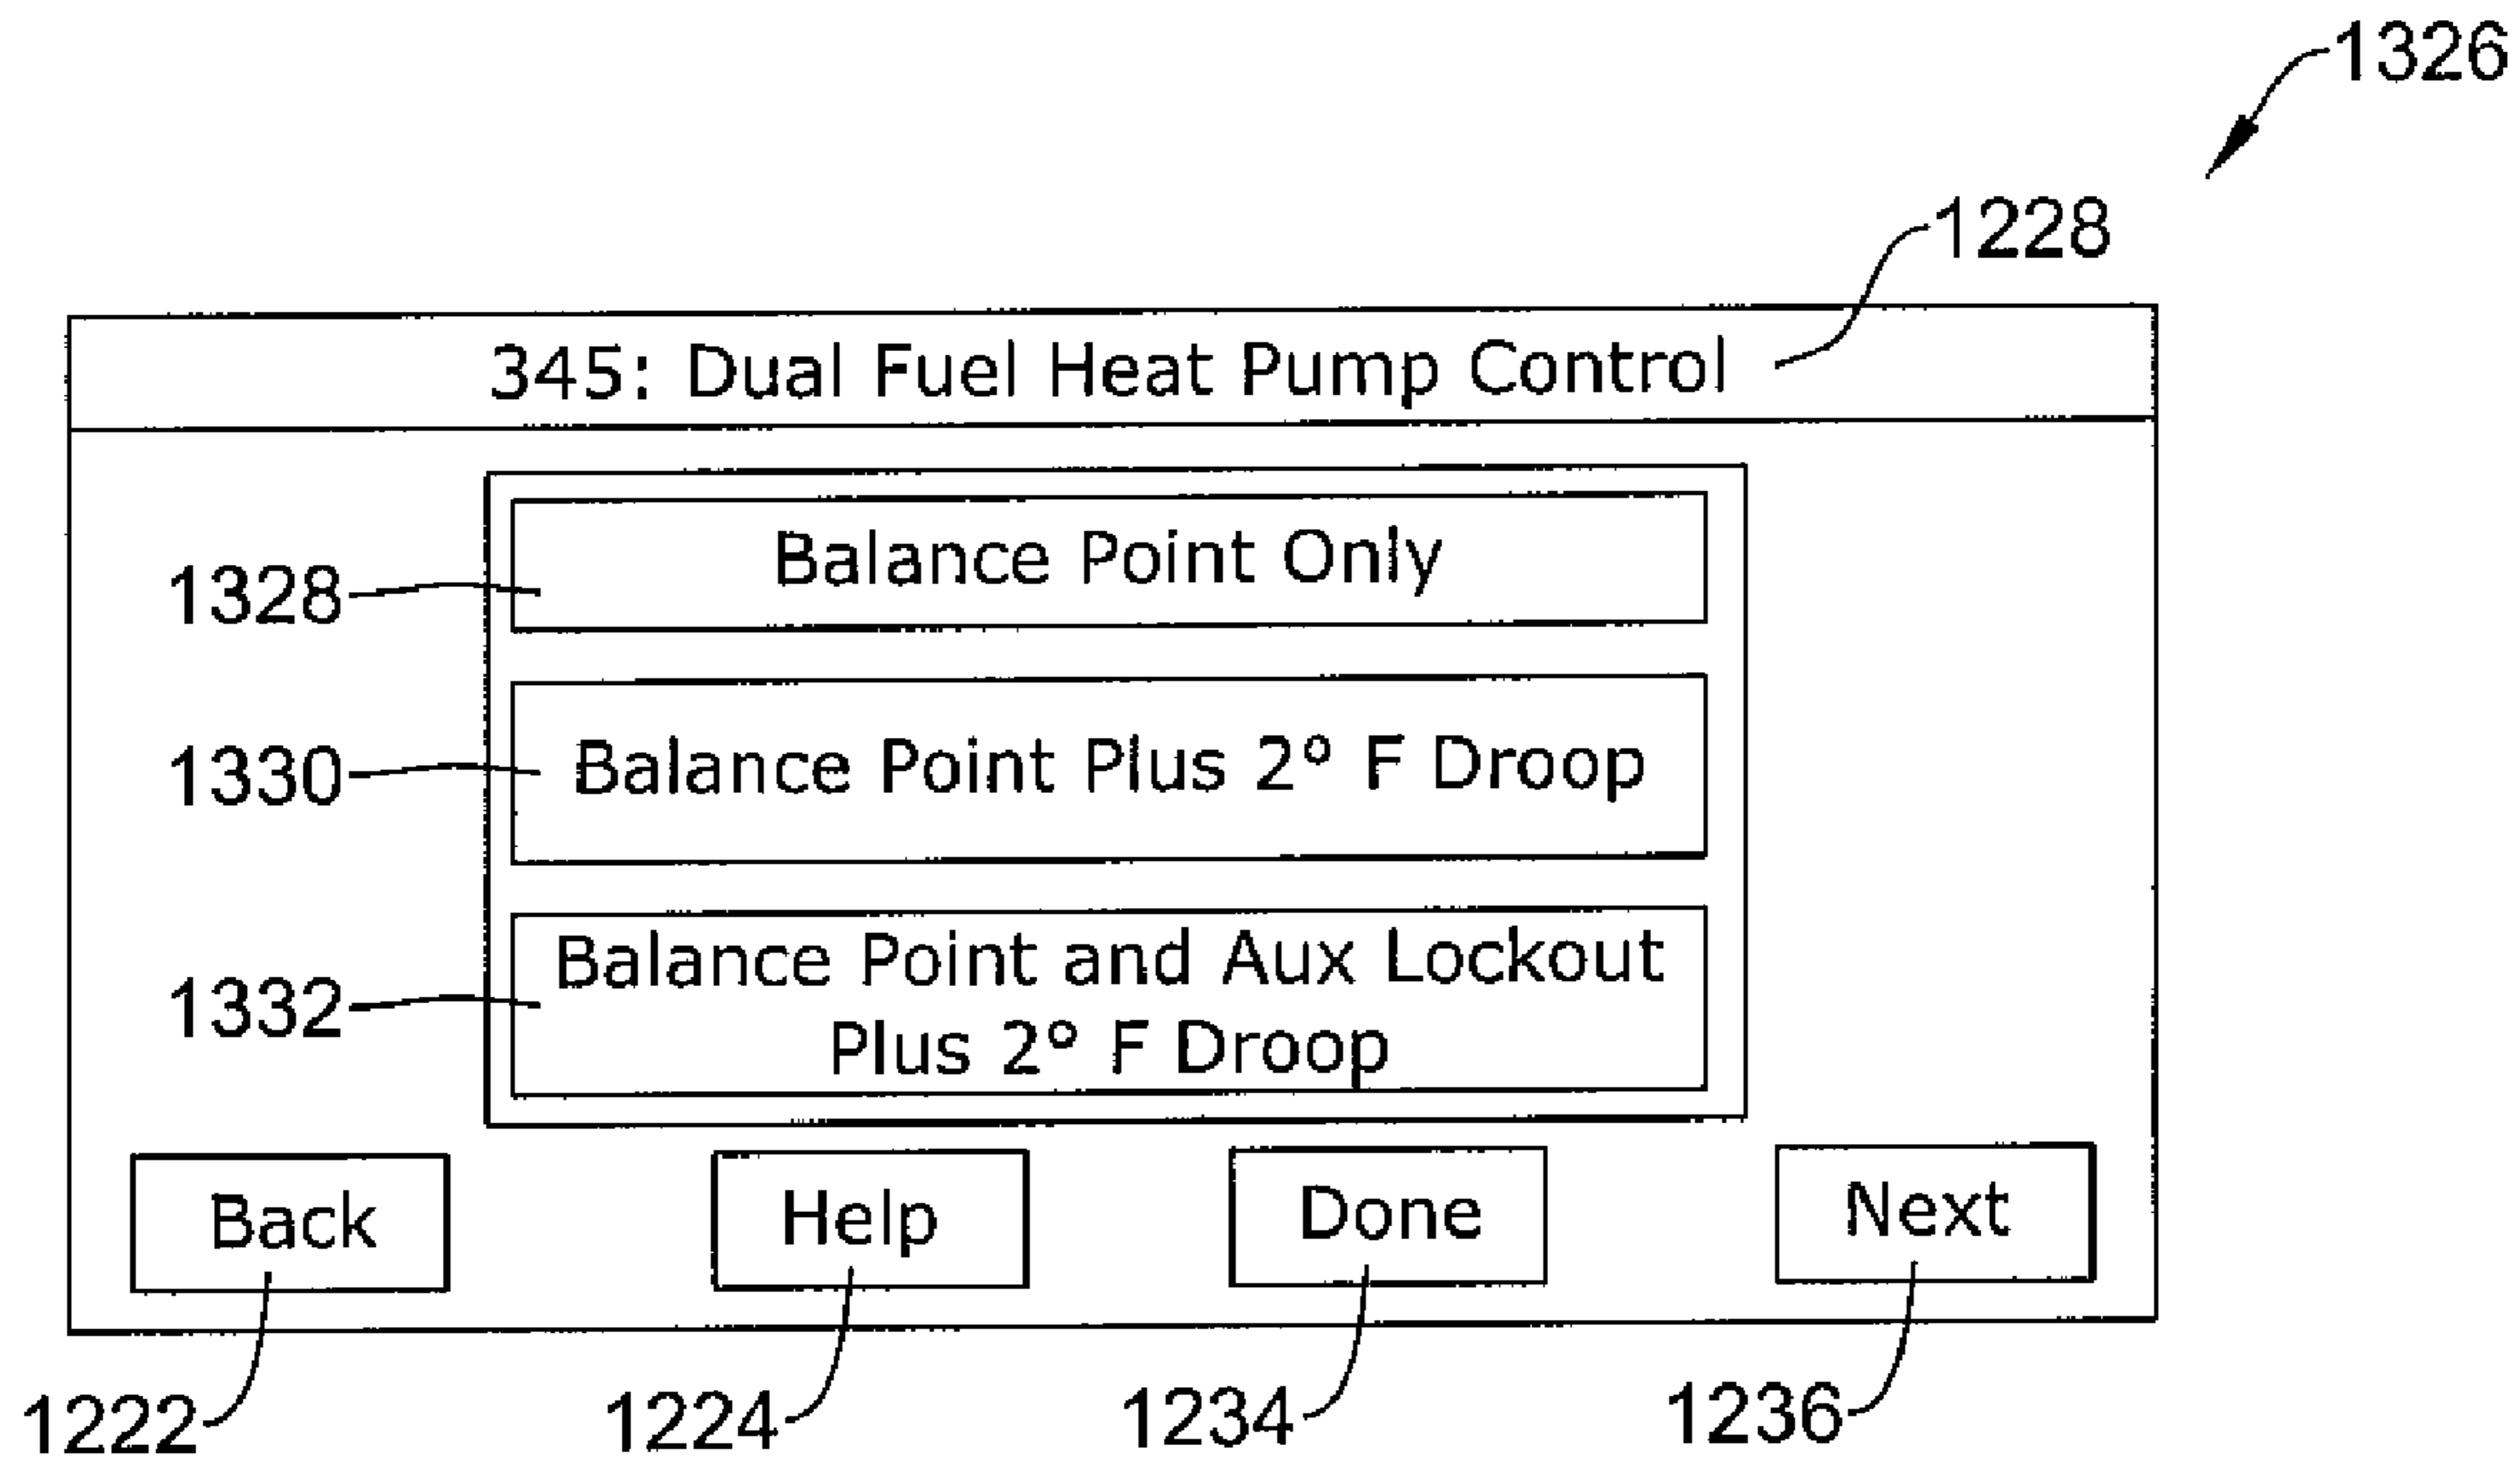 1326
1228
345: Dual Fuel Heat Pump Control
Balance Point Only
1328
Balance Point Plus 2° F Droop
1330
Balance Point and Aux Lockout
Plus 2° F Droop
1332
Back
Help
Done
Next
1222
1224
1234
1236